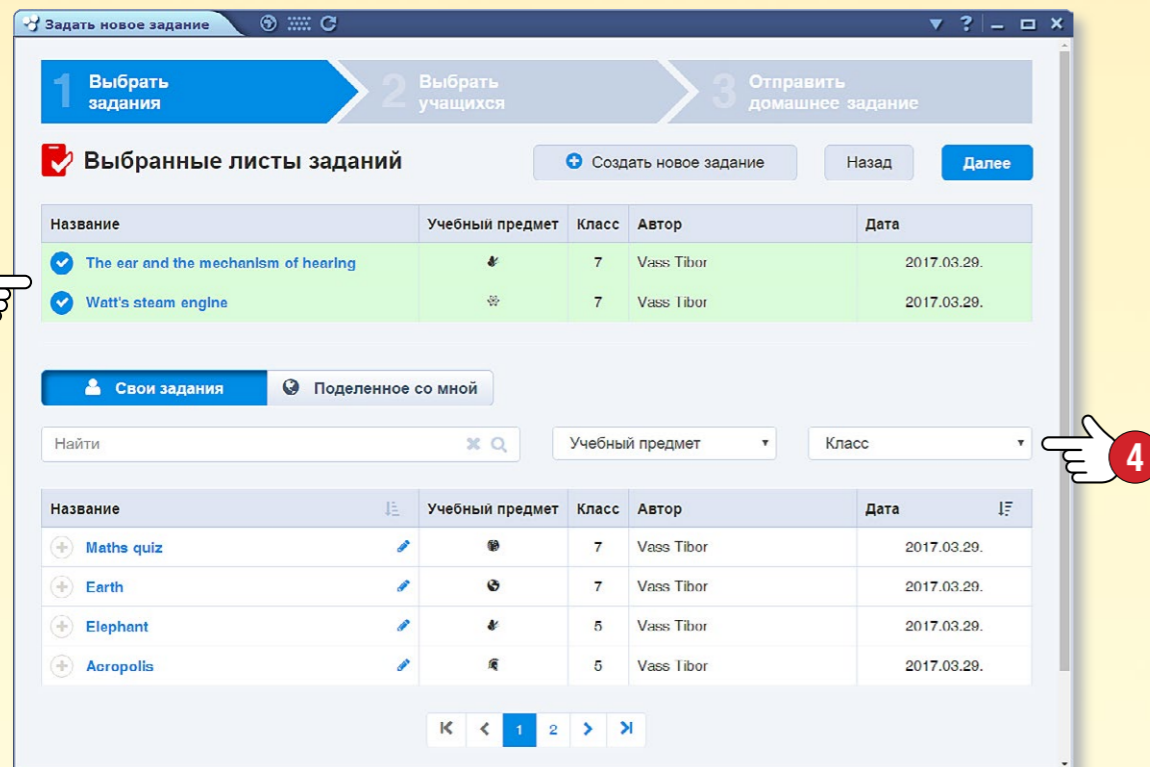 Задать новое задание
1 Выбрать задания
2 Выбрать учащихся
3 Отправить домашнее задание
Выбранные листы заданий
Создать новое задание
Назад
Далее
Название Учебный предмет Класс Автор Дата
The ear and the mechanism of hearing 7 Vass Tibor 2017.03.29.
Watt's steam engine 7 Vass Tibor 2017.03.29.
Свои задания
Поделенное со мной
Найти
Учебный предмет
Класс
4
Название Учебный предмет Класс Автор Дата
Maths quiz 7 Vass Tibor 2017.03.29.
Earth 7 Vass Tibor 2017.03.29.
Elephant 5 Vass Tibor 2017.03.29.
Acropolis 5 Vass Tibor 2017.03.29.
1 2